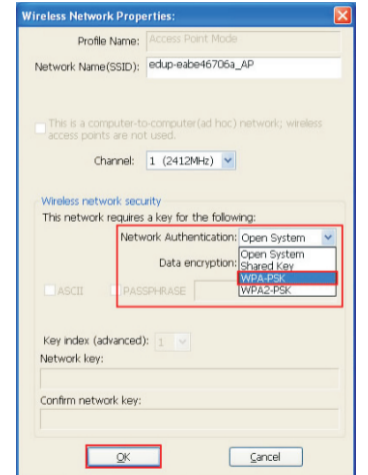 Wireless Network Properties:
Profile Name: Access Point Mode
Network Name(SSID): edup-eabe46706a_AP
This is a computer-to-computer(ad hoc) network; wireless
access points are not used.
Channel: 1 (2412MHz)
Wireless network security
This network requires a key for the following:
Network Authentication: Open System
Open System
Data encryption: Shared Key
WPA-PSK
WPA2-PSK
ASCII PASSPHRASE
Key index (advanced): 1
Network key:
Confirm network key:
OK Cancel